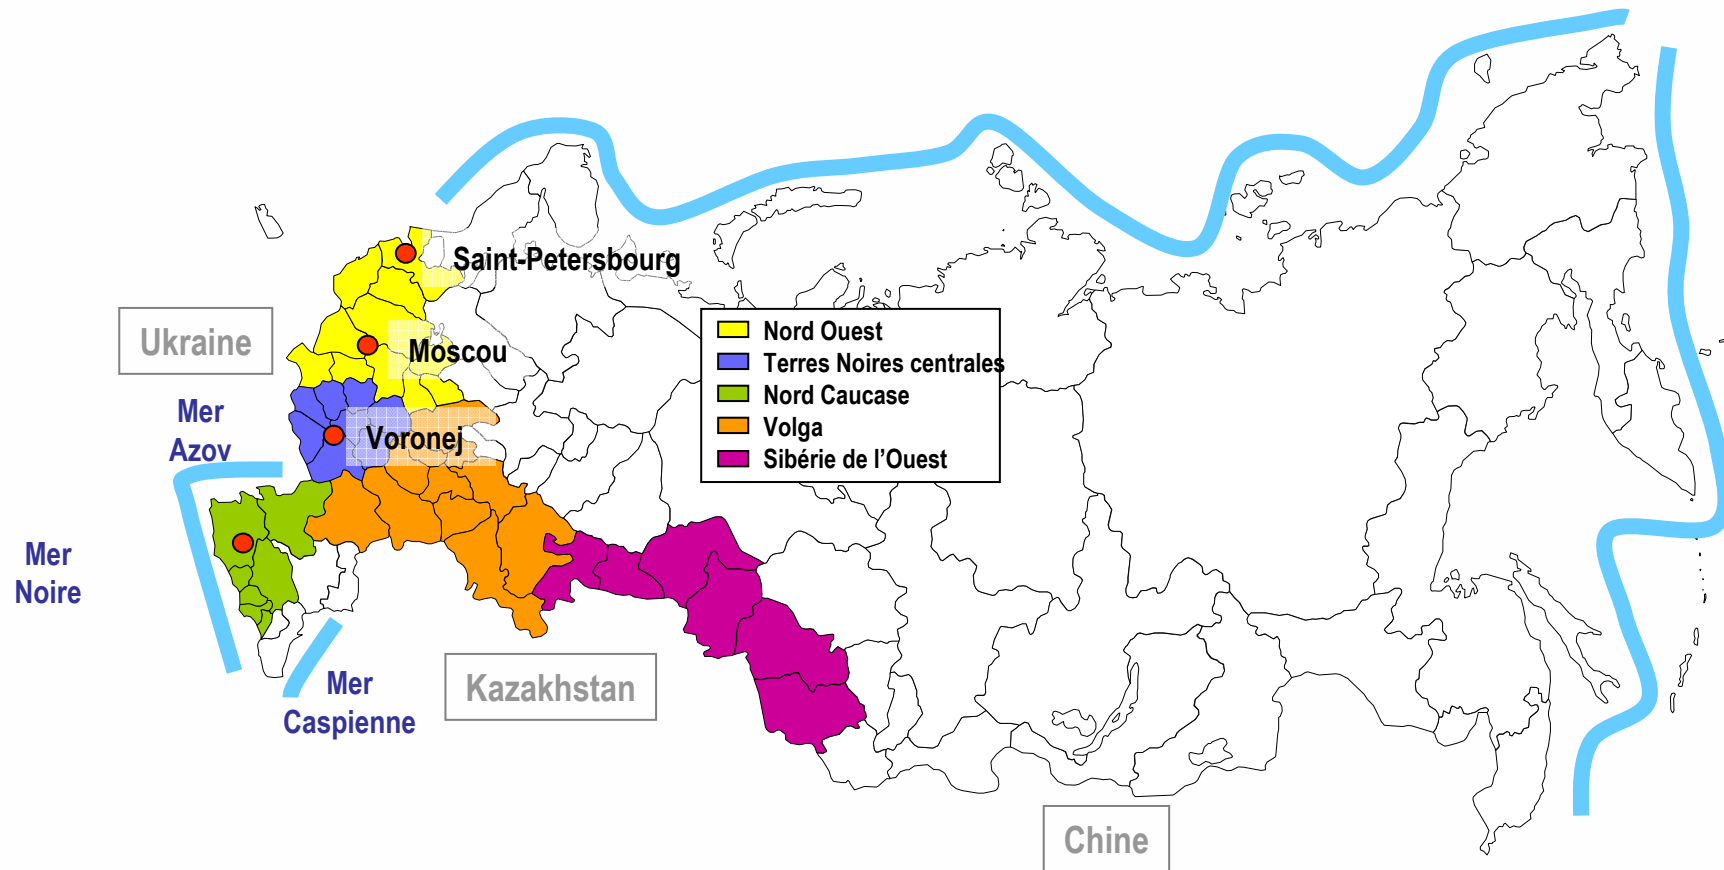 Saint-Petersbourg
Ukraine
Moscou
Nord Ouest
Terres Noires centrales
Nord Caucase
Volga
Sibérie de l’Ouest
Mer
Azov
Voronej
Mer
Noire
Kazakhstan
Mer
Caspienne
Chine